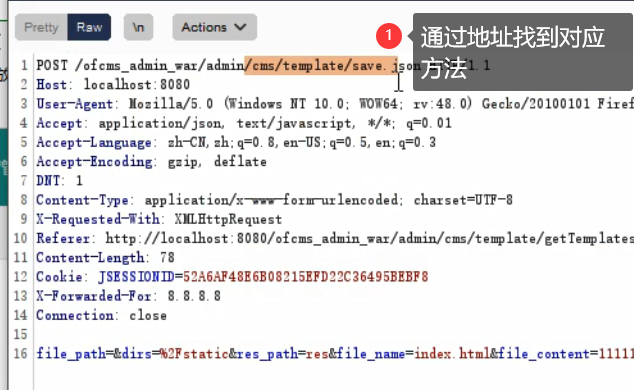 Pretty Raw \n Actions
1 通过地址找到对应
方法
1 POST /ofcms_admin_war/admin/cms/template/save.json 1.1
2 Host: localhost:8080
3 User-Agent: Mozilla/5.0 (Windows NT 10.0; WOW64; rv:48.0) Gecko/20100101 Firef
4 Accept: application/json, text/javascript, */*; q=0.01
5 Accept-Language: zh-CN,zh;q=0.8,en-US;q=0.5,en;q=0.3
6 Accept-Encoding: gzip, deflate
7 DNT: 1
8 Content-Type: application/x-www-form-urlencoded; charset=UTF-8
9 X-Requested-With: XMLHttpRequest
10 Referer: http://localhost:8080/ofcms_admin_war/admin/cms/template/getTemplates
11 Content-Length: 78
12 Cookie: JSESSIONID=52A6AF48E6B08215EFD22C36495BEBF8
13 X-Forwarded-For: 8.8.8.8
14 Connection: close
15
16 file_path=&dirs=%2Fstatic&res_path=res&file_name=index.html&file_content=11111